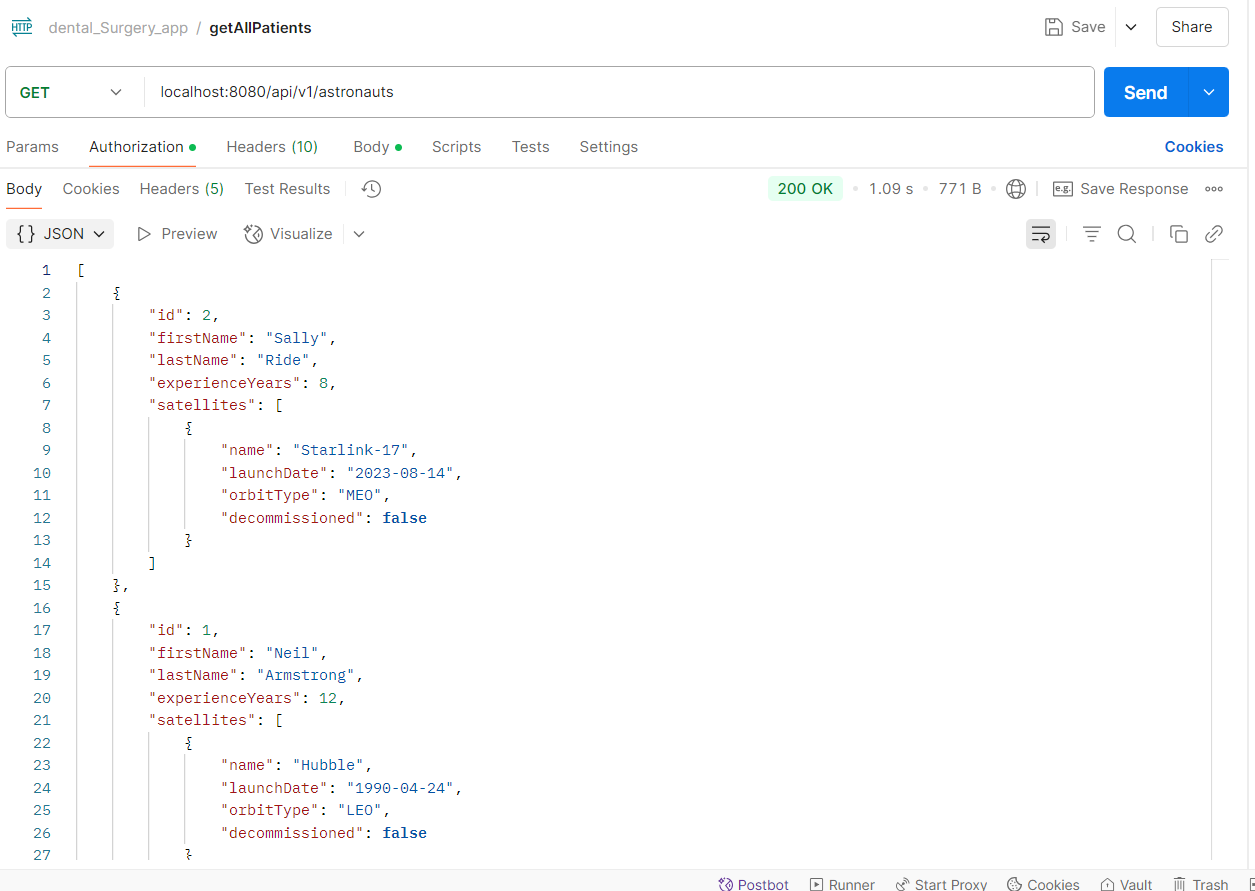 HTTP dental_Surgery_app / getAllPatients Save Share
GET localhost:8080/api/v1/astronauts Send
Params Authorization Headers (10) Body Scripts Tests Settings Cookies
Body Cookies Headers (5) Test Results 200 OK 1.09 s 771 B e.g. Save Response
{} JSON Preview Visualize
1 [
2 {
3 "id": 2,
4 "firstName": "Sally",
5 "lastName": "Ride",
6 "experienceYears": 8,
7 "satellites": [
8 {
9 "name": "Starlink-17",
10 "launchDate": "2023-08-14",
11 "orbitType": "MEO",
12 "decommissioned": false
13 }
14 ]
15 },
16 {
17 "id": 1,
18 "firstName": "Neil",
19 "lastName": "Armstrong",
20 "experienceYears": 12,
21 "satellites": [
22 {
23 "name": "Hubble",
24 "launchDate": "1990-04-24",
25 "orbitType": "LEO",
26 "decommissioned": false
27 }
Postbot Runner Start Proxy Cookies Vault Trash